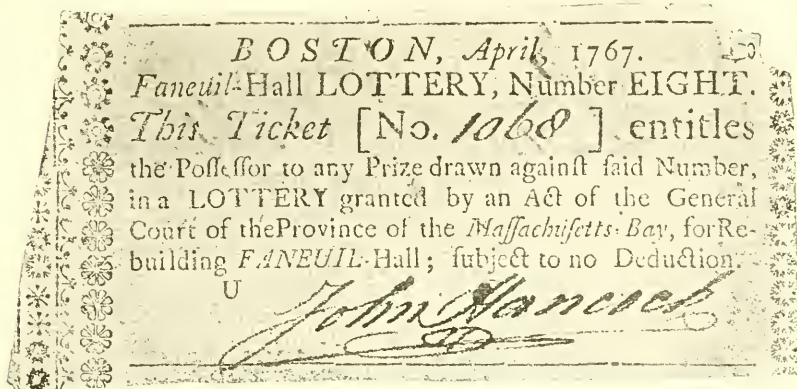 BOSTON, April, 1767.
Faneuil-Hall LOTTERY, Number EIGHT.
This Ticket [No. 1068] entitles
the Poſſeſſor to any Prize drawn againſt ſaid Number,
in a LOTTERY granted by an Act of the General
Court of theProvince of the Maſſachuſetts-Bay, forRe-
building FANEUIL-Hall; ſubject to no Deduction.
U
John Hancock